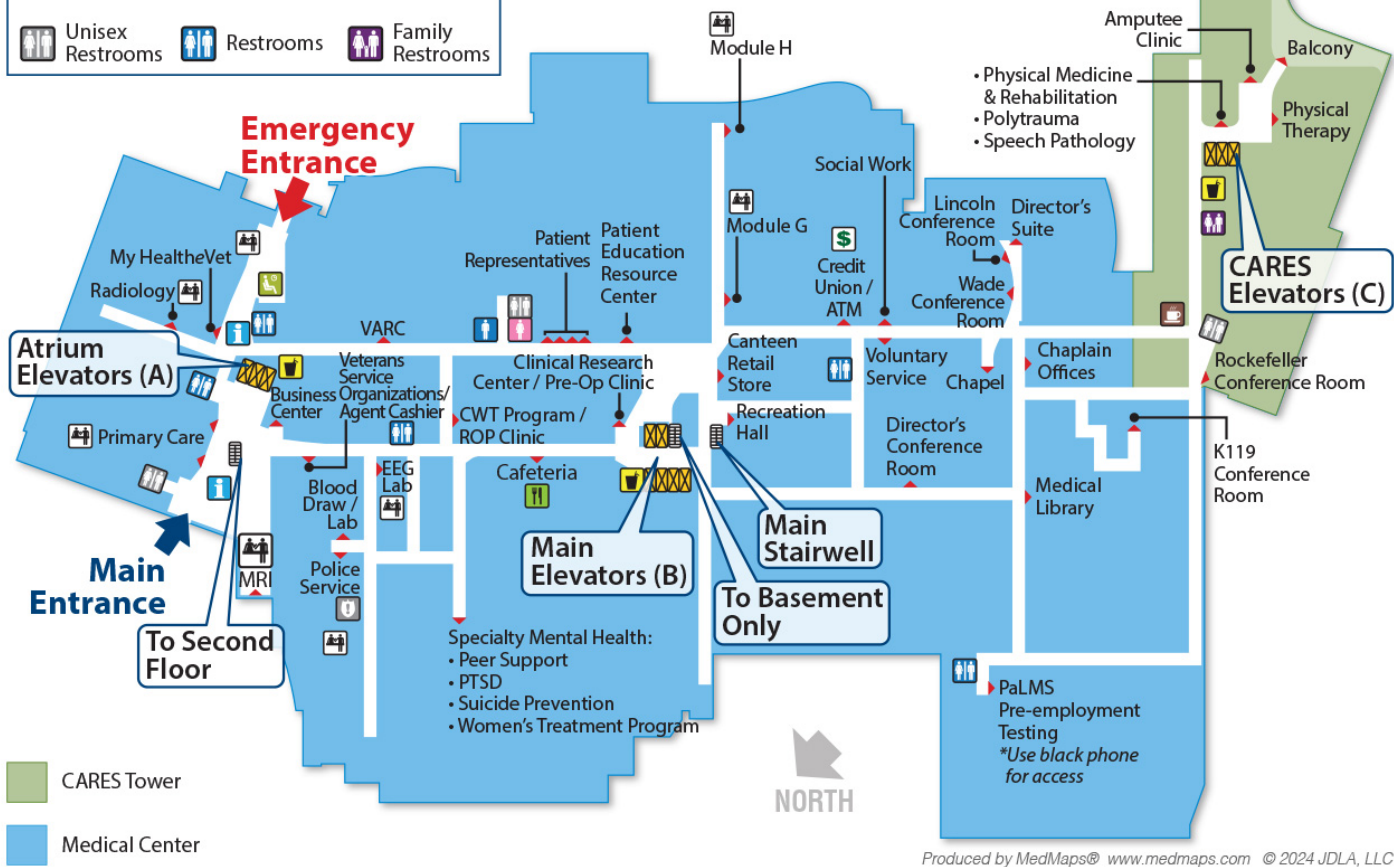 Unisex
Restrooms
Restrooms
Family
Restrooms
Module H
Amputee
Clinic
Balcony
• Physical Medicine
& Rehabilitation
• Polytrauma
• Speech Pathology
Physical
Therapy
Emergency
Entrance
Social Work
My HealtheVet
Radiology
Patient
Representatives
Patient
Education
Resource
Center
Module G
$
Credit
Union /
ATM
Lincoln
Conference
Room
Director's
Suite
Wade
Conference
Room
CARES
Elevators (C)
Atrium
Elevators (A)
i
VARC
Veterans
Service
Organizations/
Agent Cashier
Business
Center
Clinical Research
Center / Pre-Op Clinic
Canteen
Retail
Store
Voluntary
Service
Chapel
Chaplain
Offices
Rockefeller
Conference Room
Primary Care
CWT Program /
ROP Clinic
Recreation
Hall
Director's
Conference
Room
K119
Conference
Room
i
Blood
Draw /
Lab
EEG
Lab
Cafeteria
Medical
Library
Main
Entrance
MRI
Police
Service
Main
Elevators (B)
Main
Stairwell
To Basement
Only
To Second
Floor
Specialty Mental Health:
• Peer Support
• PTSD
• Suicide Prevention
• Women's Treatment Program
PaLMS
Pre-employment
Testing
*Use black phone
for access
NORTH
CARES Tower
Medical Center
Produced by MedMaps® www.medmaps.com © 2024 JDLA, LLC